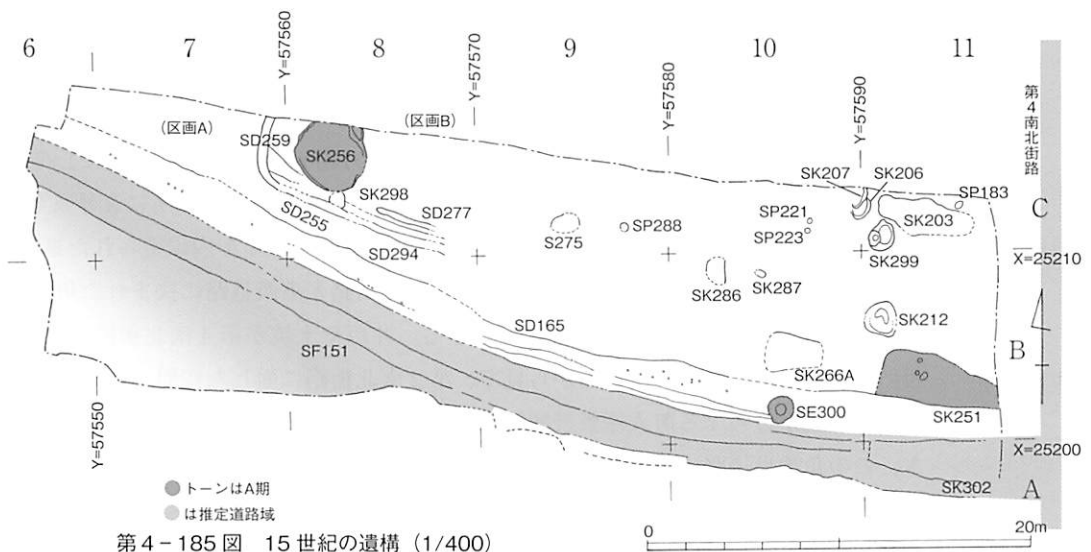 6 7 8 9 10 11
Y=57560
Y=57570
Y=57580
Y=57590
第4南北街路
(区画A)
(区画B)
SD259
SK256
SK298
SD277
SD255
SD294
S275
SP288
SP221
SP223
SK207
SK206
SP183
SK203
C
SK299
X=25210
SK286
SK287
SK212
SD165
B
SF151
SK266A
SE300
SK251
Y=57550
X=25200
SK302
A
トーンはA期
は推定道路域
0 20m
第4-185図 15世紀の遺構 (1/400)